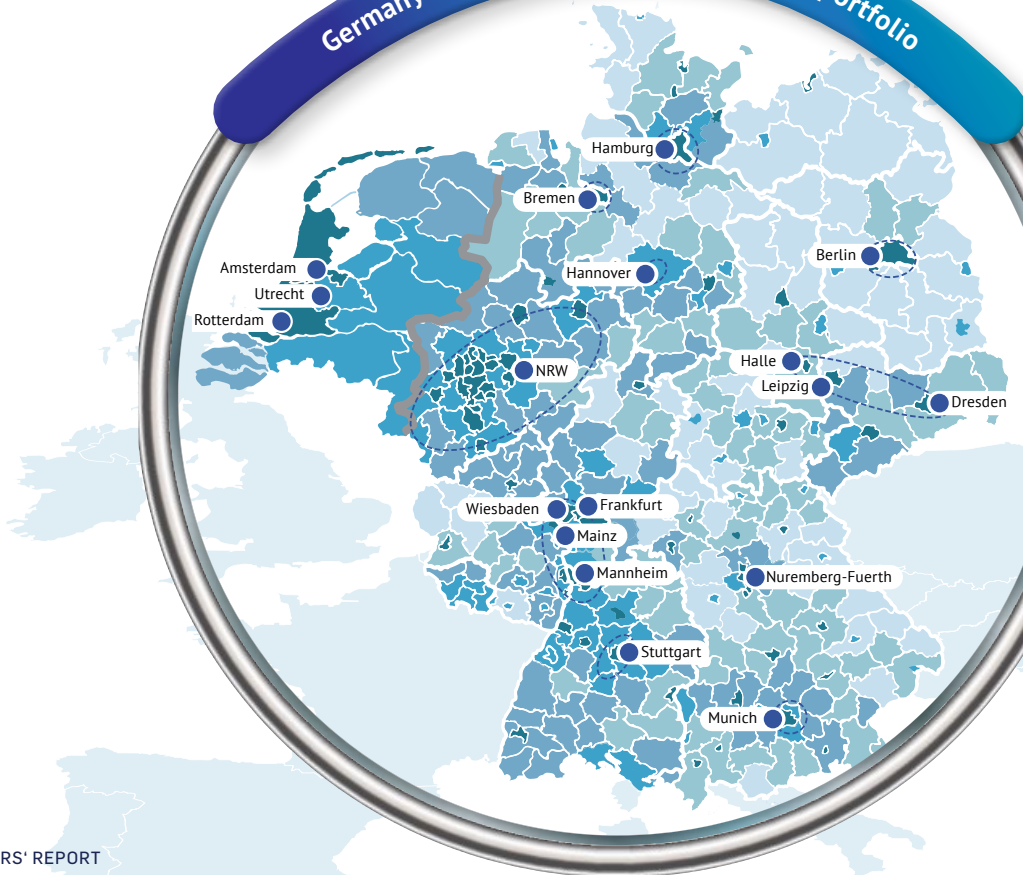 Germany
Hamburg
Bremen
Berlin
Amsterdam
Hannover
Utrecht
Rotterdam
Halle
NRW
Leipzig
Dresden
Wiesbaden
Frankfurt
Mainz
Mannheim
Nuremberg-Fuerth
Stuttgart
Munich
RS' REPORT